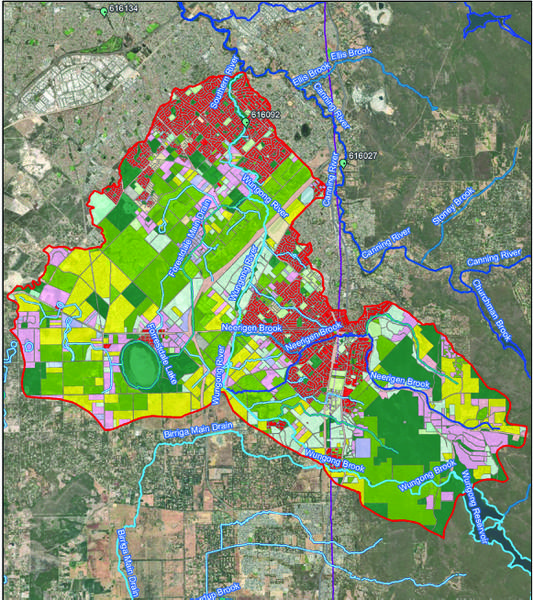 616134
Ellis Brook
Ellis Brook
Southern River
Canning River
616092
616027
Canning River
Wungong River
Stoney Brook
Forrestdale Main Drain
Canning River
Canning River
Wungong River
Churchman Brook
Neerigen Brook
Neerigen Brook
Forrestdale Lake
Wungong River
Neerigen Brook
Birriga Main Drain
Wungong Brook
Wungong Brook
Wungong Reservoir
Birriga Main Drain
Brook